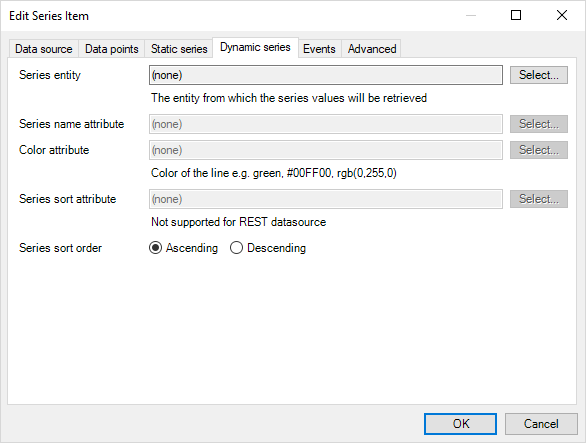 Edit Series Item
Data source Data points Static series Dynamic series Events Advanced
Series entity (none) Select...
The entity from which the series values will be retrieved
Series name attribute (none) Select...
Color attribute (none) Select...
Color of the line e.g. green, #00FF00, rgb(0,255,0)
Series sort attribute (none) Select...
Not supported for REST datasource
Series sort order Ascending Descending
OK Cancel